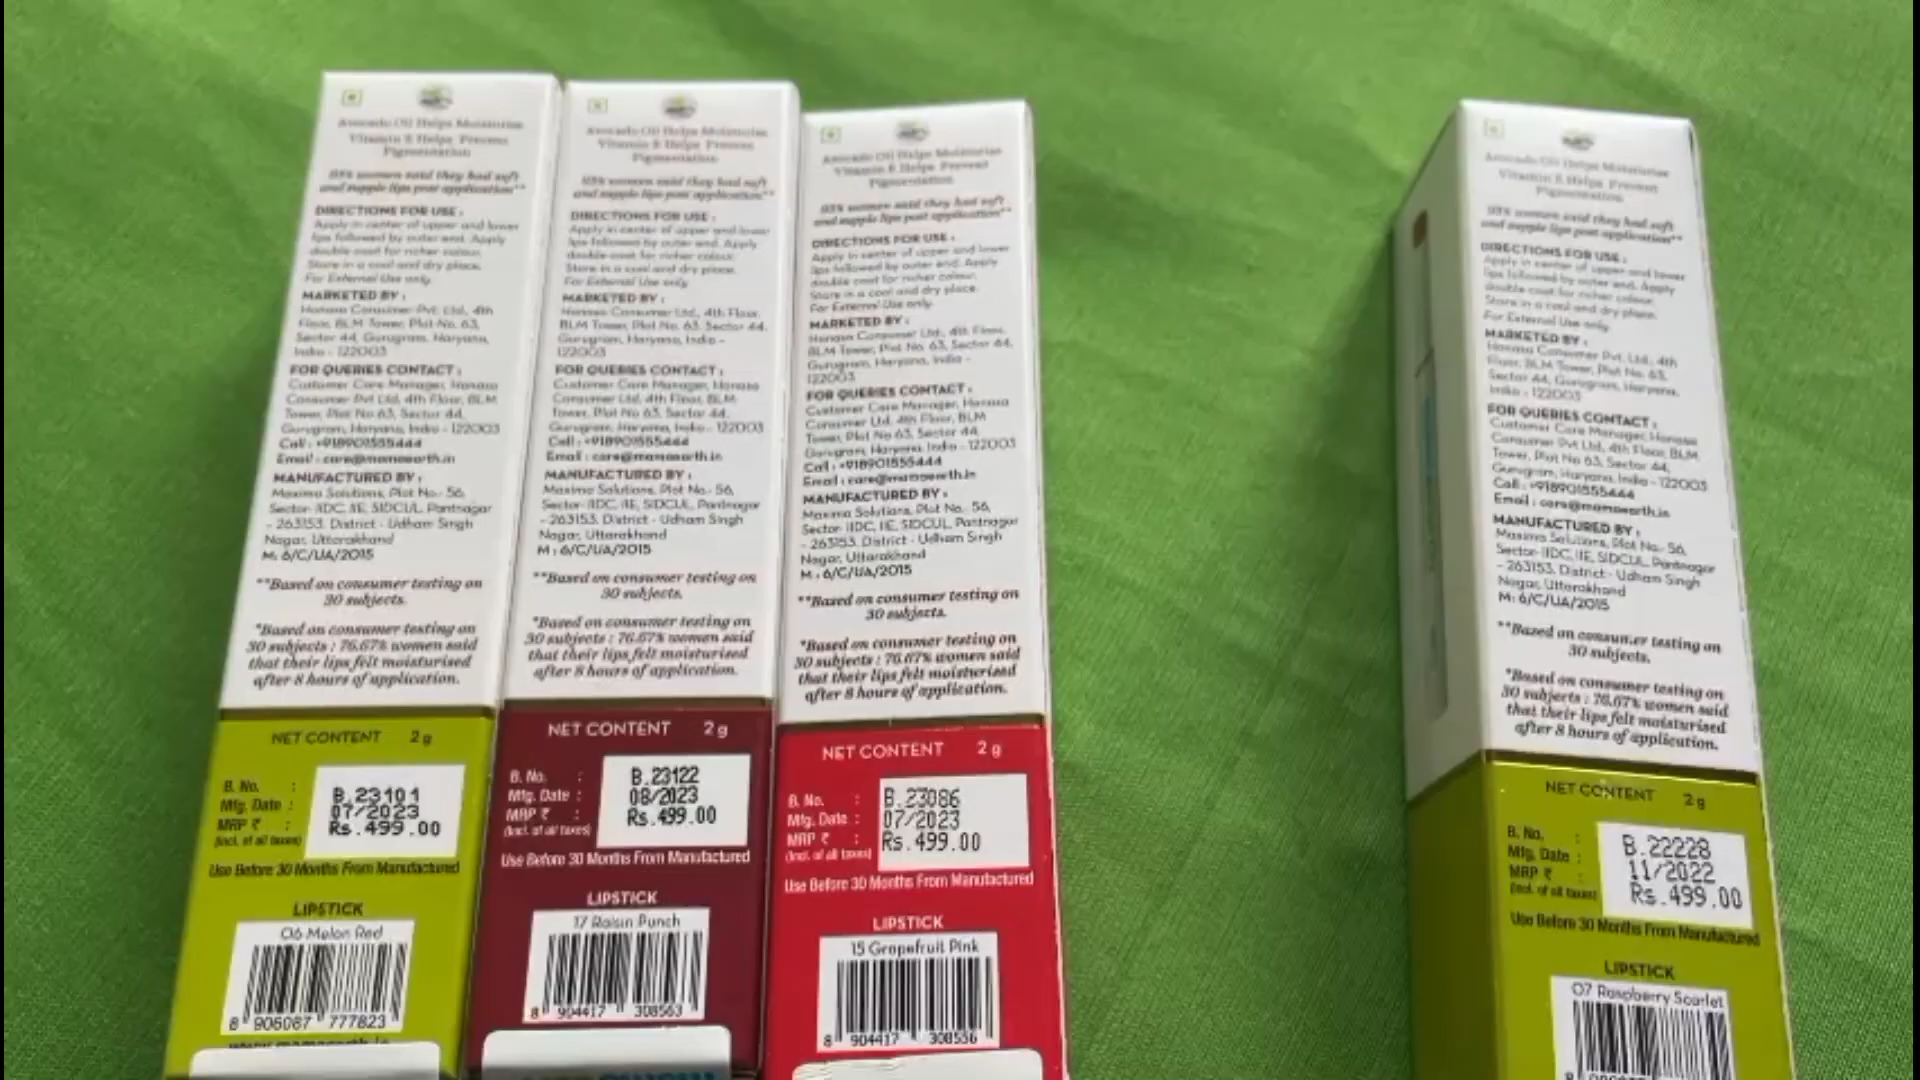 Avocado Oil Helps Moisturise
Vitamin E Helps Prevent
Pigmentation
93% women said they had soft
and supple lips post application**
DIRECTIONS FOR USE :
Apply in center of upper and lower
lips followed by outer end. Apply
double coat for richer colour.
Store in a cool and dry place.
For External Use only
MARKETED BY :
Honasa Consumer Pvt. Ltd., 4th
Floor, BLM Tower, Plot No. 63,
Sector 44, Gurugram, Haryana,
India - 122003
FOR QUERIES CONTACT :
Customer Care Manager, Honasa
Consumer Pvt Ltd, 4th Floor, BLM
Tower, Plot No 63, Sector 44,
Gurugram, Haryana, India - 122003
Call : +918901555444
Email : care@mamaearth.in
MANUFACTURED BY :
Maxima Solutions, Plot No.- 56,
Sector-IIDC, IIE, SIDCUL, Pantnagar
- 263153. District - Udham Singh
Nagar, Uttarakhand
M: 6/C/UA/2015
**Based on consumer testing on
30 subjects.
*Based on consumer testing on
30 subjects : 76.67% women said
that their lips felt moisturised
after 8 hours of application.
NET CONTENT 2 g
B. No. : B.23101
Mfg. Date : 07/2023
MRP ₹ : Rs.499.00
(Incl. of all taxes)
Use Before 30 Months From Manufactured
LIPSTICK
06 Melon Red
8 906087 777823
www.mamaearth.in
Avocado Oil Helps Moisturise
Vitamin E Helps Prevent
Pigmentation
93% women said they had soft
and supple lips post application**
DIRECTIONS FOR USE :
Apply in center of upper and lower
lips followed by outer end. Apply
double coat for richer colour.
Store in a cool and dry place.
For External Use only
MARKETED BY :
Honasa Consumer Ltd., 4th Floor,
BLM Tower, Plot No. 63, Sector 44,
Gurugram, Haryana, India -
122003
FOR QUERIES CONTACT :
Customer Care Manager, Honasa
Consumer Ltd, 4th Floor, BLM
Tower, Plot No 63, Sector 44,
Gurugram, Haryana, India - 122003
Call : +918901555444
Email : care@mamaearth.in
MANUFACTURED BY :
Maxima Solutions, Plot No.- 56,
Sector-IIDC, IIE, SIDCUL, Pantnagar
- 263153. District - Udham Singh
Nagar, Uttarakhand
M : 6/C/UA/2015
**Based on consumer testing on
30 subjects.
*Based on consumer testing on
30 subjects : 76.67% women said
that their lips felt moisturised
after 8 hours of application.
NET CONTENT 2 g
B. No. : B.23122
Mfg. Date : 08/2023
MRP ₹ : Rs.499.00
(Incl. of all taxes)
Use Before 30 Months From Manufactured
LIPSTICK
17 Raisin Punch
8 904417 308563
Avocado Oil Helps Moisturise
Vitamin E Helps Prevent
Pigmentation
93% women said they had soft
and supple lips post application**
DIRECTIONS FOR USE :
Apply in center of upper and lower
lips followed by outer end. Apply
double coat for richer colour.
Store in a cool and dry place.
For External Use only
MARKETED BY :
Honasa Consumer Ltd., 4th Floor,
BLM Tower, Plot No. 63, Sector 44,
Gurugram, Haryana, India -
122003
FOR QUERIES CONTACT :
Customer Care Manager, Honasa
Consumer Ltd, 4th Floor, BLM
Tower, Plot No 63, Sector 44,
Gurugram, Haryana, India - 122003
Call : +918901555444
Email : care@mamaearth.in
MANUFACTURED BY :
Maxima Solutions, Plot No.- 56,
Sector-IIDC, IIE, SIDCUL, Pantnagar
- 263153. District - Udham Singh
Nagar, Uttarakhand
M : 6/C/UA/2015
**Based on consumer testing on
30 subjects.
*Based on consumer testing on
30 subjects : 76.67% women said
that their lips felt moisturised
after 8 hours of application.
NET CONTENT 2 g
B. No. : B.23086
Mfg. Date : 07/2023
MRP ₹ : Rs.499.00
(Incl. of all taxes)
Use Before 30 Months From Manufactured
LIPSTICK
15 Grapefruit Pink
8 904417 308556
Avocado Oil Helps Moisturise
Vitamin E Helps Prevent
Pigmentation
93% women said they had soft
and supple lips post application**
DIRECTIONS FOR USE :
Apply in center of upper and lower
lips followed by outer end. Apply
double coat for richer colour.
Store in a cool and dry place.
For External Use only
MARKETED BY :
Honasa Consumer Pvt. Ltd., 4th
Floor, BLM Tower, Plot No. 63,
Sector 44, Gurugram, Haryana,
India - 122003
FOR QUERIES CONTACT :
Customer Care Manager, Honasa
Consumer Pvt Ltd, 4th Floor, BLM
Tower, Plot No 63, Sector 44,
Gurugram, Haryana, India - 122003
Call : +918901555444
Email : care@mamaearth.in
MANUFACTURED BY :
Maxima Solutions, Plot No.- 56,
Sector-IIDC, IIE, SIDCUL, Pantnagar
- 263153. District - Udham Singh
Nagar, Uttarakhand
M: 6/C/UA/2015
**Based on consumer testing on
30 subjects.
*Based on consumer testing on
30 subjects : 76.67% women said
that their lips felt moisturised
after 8 hours of application.
NET CONTENT 2 g
B. No. : B.22228
Mfg. Date : 11/2022
MRP ₹ : Rs.499.00
(Incl. of all taxes)
Use Before 30 Months From Manufactured
LIPSTICK
07 Raspberry Scarlet